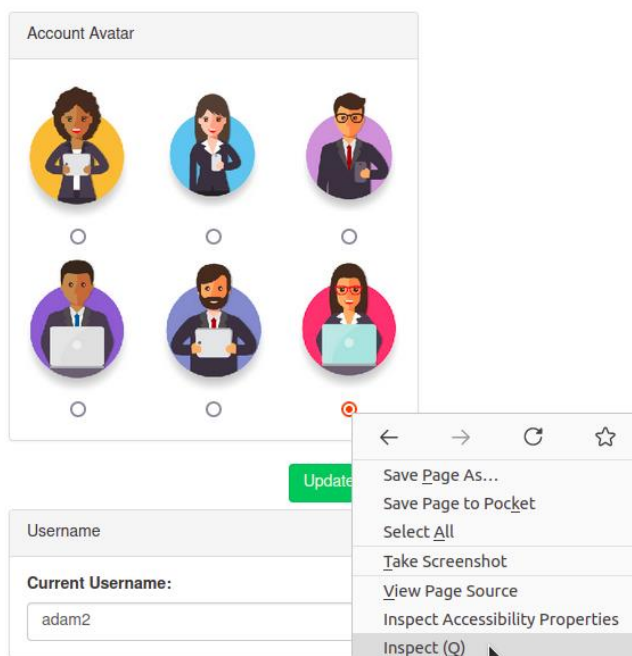 Account Avatar
Update
Username
Current Username:
adam2
Save Page As...
Save Page to Pocket
Select All
Take Screenshot
View Page Source
Inspect Accessibility Properties
Inspect (Q)